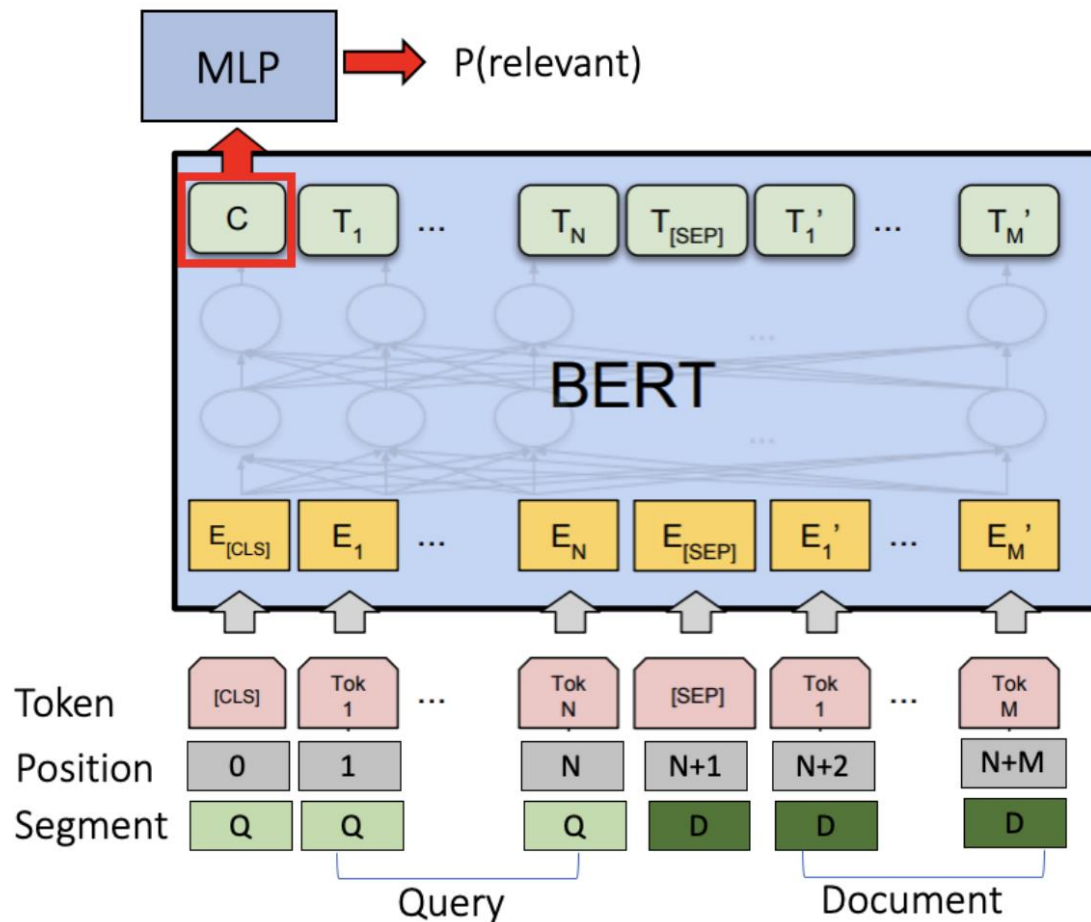 MLP P(relevant)
C T1 ... TN T[SEP] T1’ ... TM’
...
BERT
...
E[CLS] E1 ... EN E[SEP] E1’ ... EM’
Token [CLS] Tok 1 ... Tok N [SEP] Tok 1 ... Tok M
Position 0 1 N N+1 N+2 N+M
Segment Q Q Q D D D
Query Document